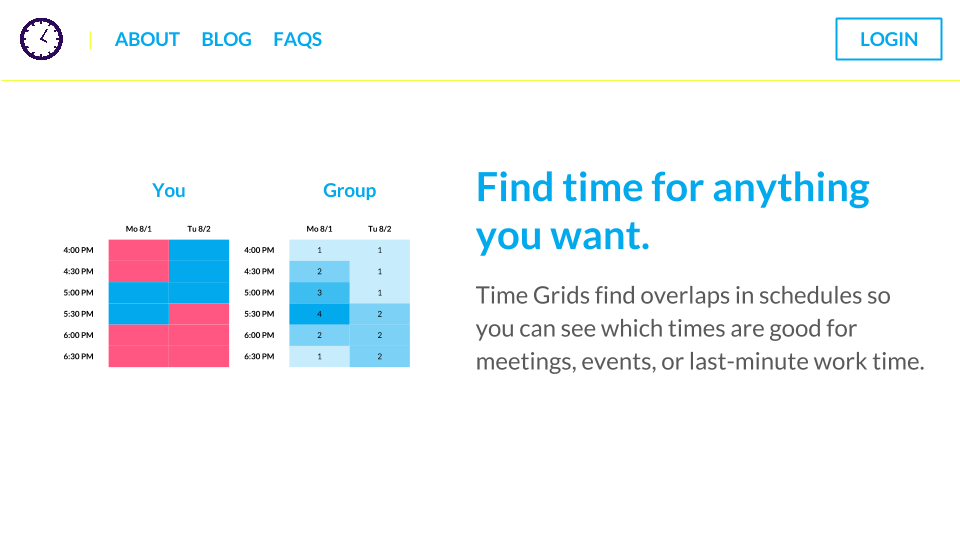 ABOUT BLOG FAQS LOGIN
You Group
Mo 8/1 Tu 8/2 Mo 8/1 Tu 8/2
4:00 PM 4:00 PM 1 1
4:30 PM 4:30 PM 2 1
5:00 PM 5:00 PM 3 1
5:30 PM 5:30 PM 4 2
6:00 PM 6:00 PM 2 2
6:30 PM 6:30 PM 1 2
Find time for anything
you want.
Time Grids find overlaps in schedules so
you can see which times are good for
meetings, events, or last-minute work time.